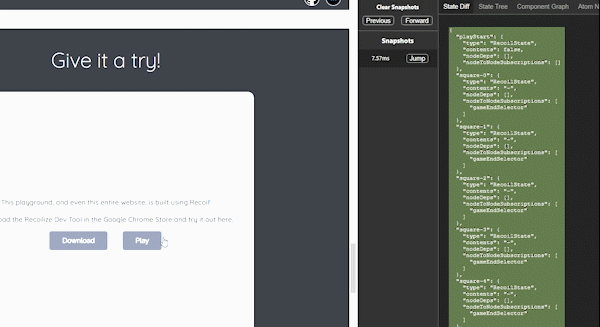 Give it a try!
This playground, and even this entire website, is built using Recoil!
oad the Recoilize Dev Tool in the Google Chrome Store and try it out here.
Download
Play
Clear Snapshots
Previous
Forward
Snapshots
7.57ms
Jump
State Diff
State Tree
Component Graph
Atom N
{
"playStart": {
"type": "RecoilState",
"contents": false,
"nodeDeps": [],
"nodeToNodeSubscriptions": []
},
"square-0": {
"type": "RecoilState",
"contents": "-",
"nodeDeps": [],
"nodeToNodeSubscriptions": [
"gameEndSelector"
]
},
"square-1": {
"type": "RecoilState",
"contents": "-",
"nodeDeps": [],
"nodeToNodeSubscriptions": [
"gameEndSelector"
]
},
"square-2": {
"type": "RecoilState",
"contents": "-",
"nodeDeps": [],
"nodeToNodeSubscriptions": [
"gameEndSelector"
]
},
"square-3": {
"type": "RecoilState",
"contents": "-",
"nodeDeps": [],
"nodeToNodeSubscriptions": [
"gameEndSelector"
]
},
"square-4": {
"type": "RecoilState",
"contents": "-",
"nodeDeps": [],
"nodeToNodeSubscriptions": [
"gameEndSelector"
]